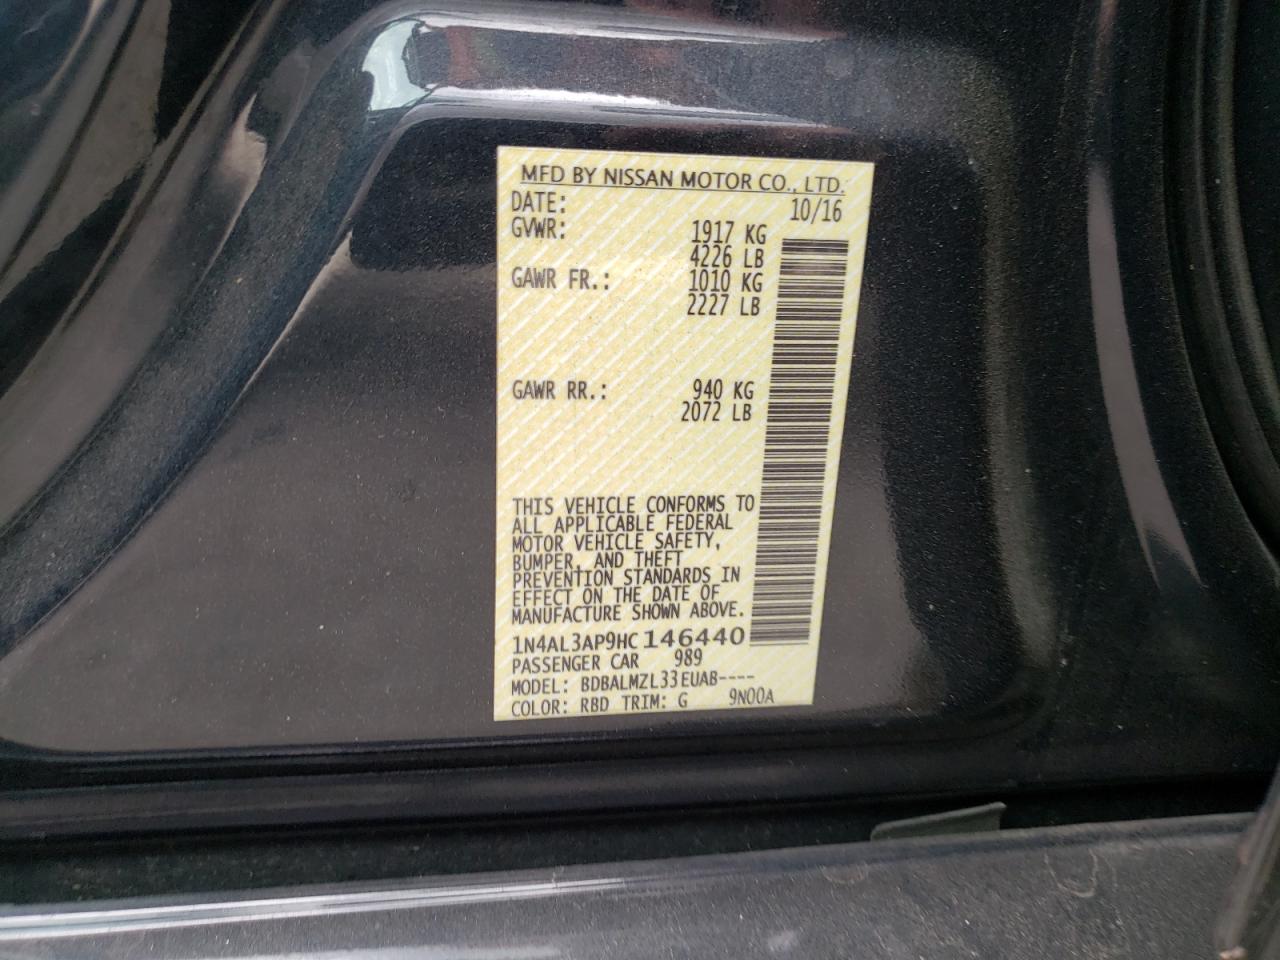 MFD BY NISSAN MOTOR CO., LTD.
DATE: 10/16
GVWR: 1917 KG
4226 LB
GAWR FR.: 1010 KG
2227 LB
GAWR RR.: 940 KG
2072 LB
THIS VEHICLE CONFORMS TO
ALL APPLICABLE FEDERAL
MOTOR VEHICLE SAFETY,
BUMPER, AND THEFT
PREVENTION STANDARDS IN
EFFECT ON THE DATE OF
MANUFACTURE SHOWN ABOVE.
1N4AL3AP9HC146440
PASSENGER CAR 989
MODEL: BDBALMZL33EUAB----
COLOR: RBD TRIM: G 9N00A